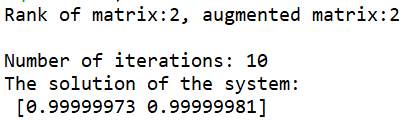 Rank of matrix:2, augmented matrix:2
Number of iterations: 10
The solution of the system:
[0.99999973 0.99999981]